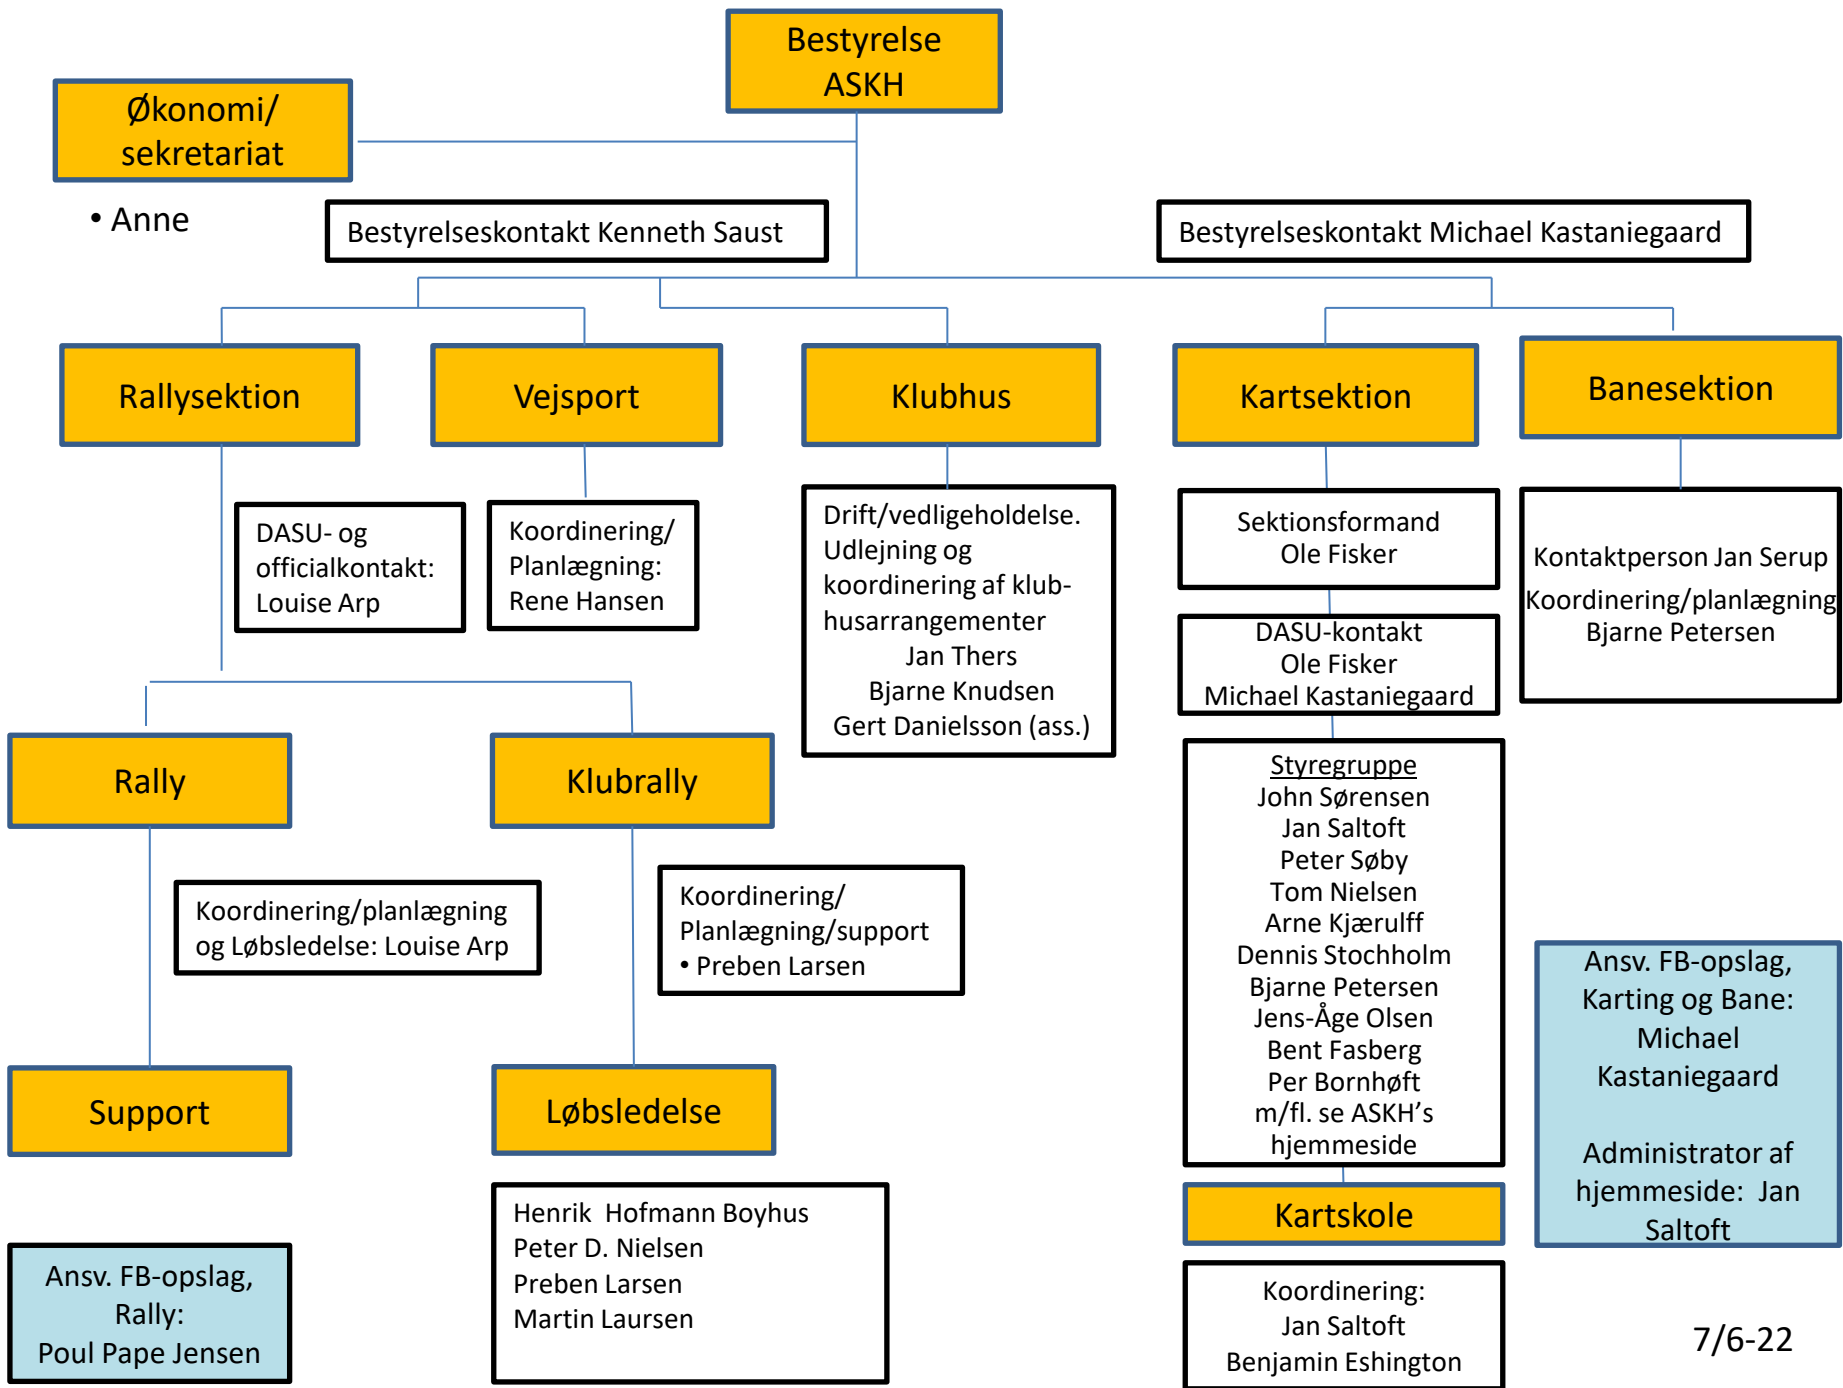 Bestyrelse
ASKH
Økonomi/
sekretariat
• Anne
Bestyrelseskontakt Kenneth Saust
Bestyrelseskontakt Michael Kastaniegaard
Rallysektion
Vejsport
Klubhus
Kartsektion
Banesektion
DASU- og
officialkontakt:
Louise Arp
Koordinering/
Planlægning:
Rene Hansen
Drift/vedligeholdelse.
Udlejning og
koordinering af klub-
husarrangementer
Jan Thers
Bjarne Knudsen
Gert Danielsson (ass.)
Sektionsformand
Ole Fisker
DASU-kontakt
Ole Fisker
Michael Kastaniegaard
Kontaktperson Jan Serup
Koordinering/planlægning
Bjarne Petersen
Rally
Klubrally
Koordinering/planlægning
og Løbsledelse: Louise Arp
Koordinering/
Planlægning/support
• Preben Larsen
Styregruppe
John Sørensen
Jan Saltoft
Peter Søby
Tom Nielsen
Arne Kjærulff
Dennis Stochholm
Bjarne Petersen
Jens-Åge Olsen
Bent Fasberg
Per Bornhøft
m/fl. se ASKH’s
hjemmeside
Ansv. FB-opslag,
Karting og Bane:
Michael
Kastaniegaard
Administrator af
hjemmeside: Jan
Saltoft
Support
Løbsledelse
Henrik Hofmann Boyhus
Peter D. Nielsen
Preben Larsen
Martin Laursen
Kartskole
Koordinering:
Jan Saltoft
Benjamin Eshington
Ansv. FB-opslag,
Rally:
Poul Pape Jensen
7/6-22